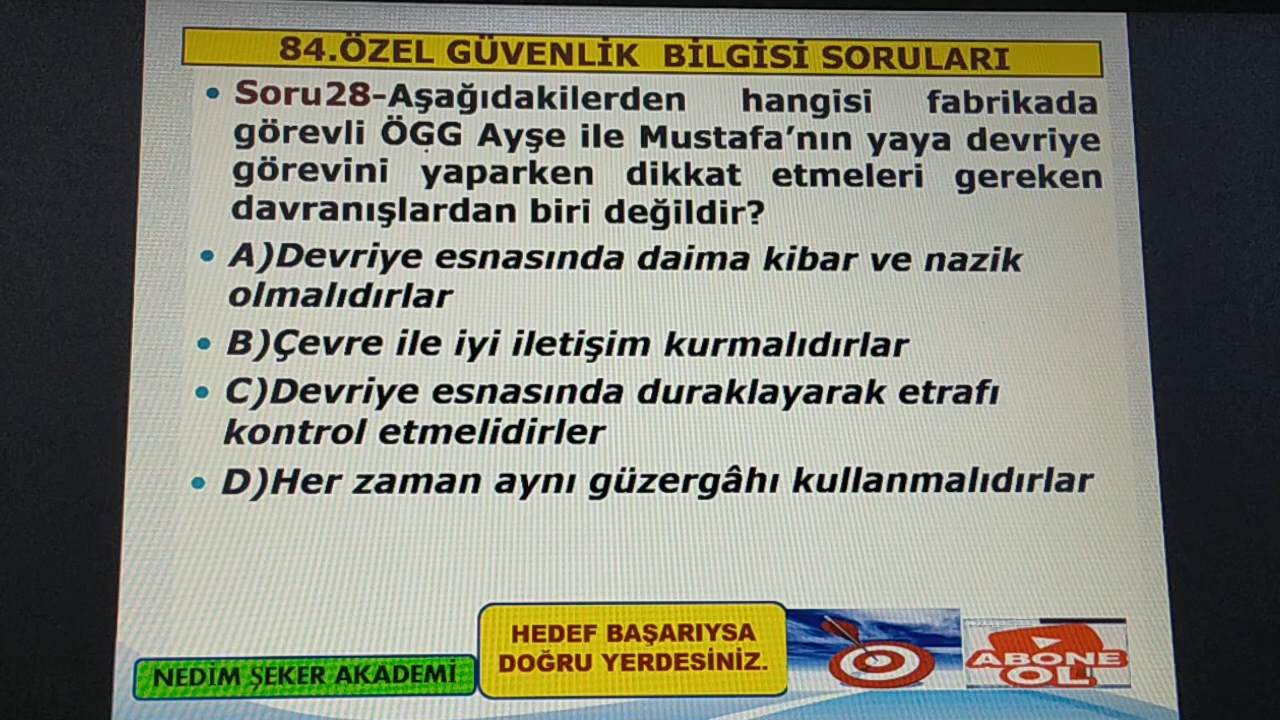 84.ÖZEL GÜVENLİK BİLGİSİ SORULARI
• Soru28-Aşağıdakilerden hangisi fabrikada
görevli ÖGG Ayşe ile Mustafa'nın yaya devriye
görevini yaparken dikkat etmeleri gereken
davranışlardan biri değildir?
• A)Devriye esnasında daima kibar ve nazik
olmalıdırlar
• B)Çevre ile iyi iletişim kurmalıdırlar
• C)Devriye esnasında duraklayarak etrafı
kontrol etmelidirler
• D)Her zaman aynı güzergâhı kullanmalıdırlar
HEDEF BAŞARIYSA
DOĞRU YERDESİNİZ.
NEDİM ŞEKER AKADEMİ
ABONE
OL